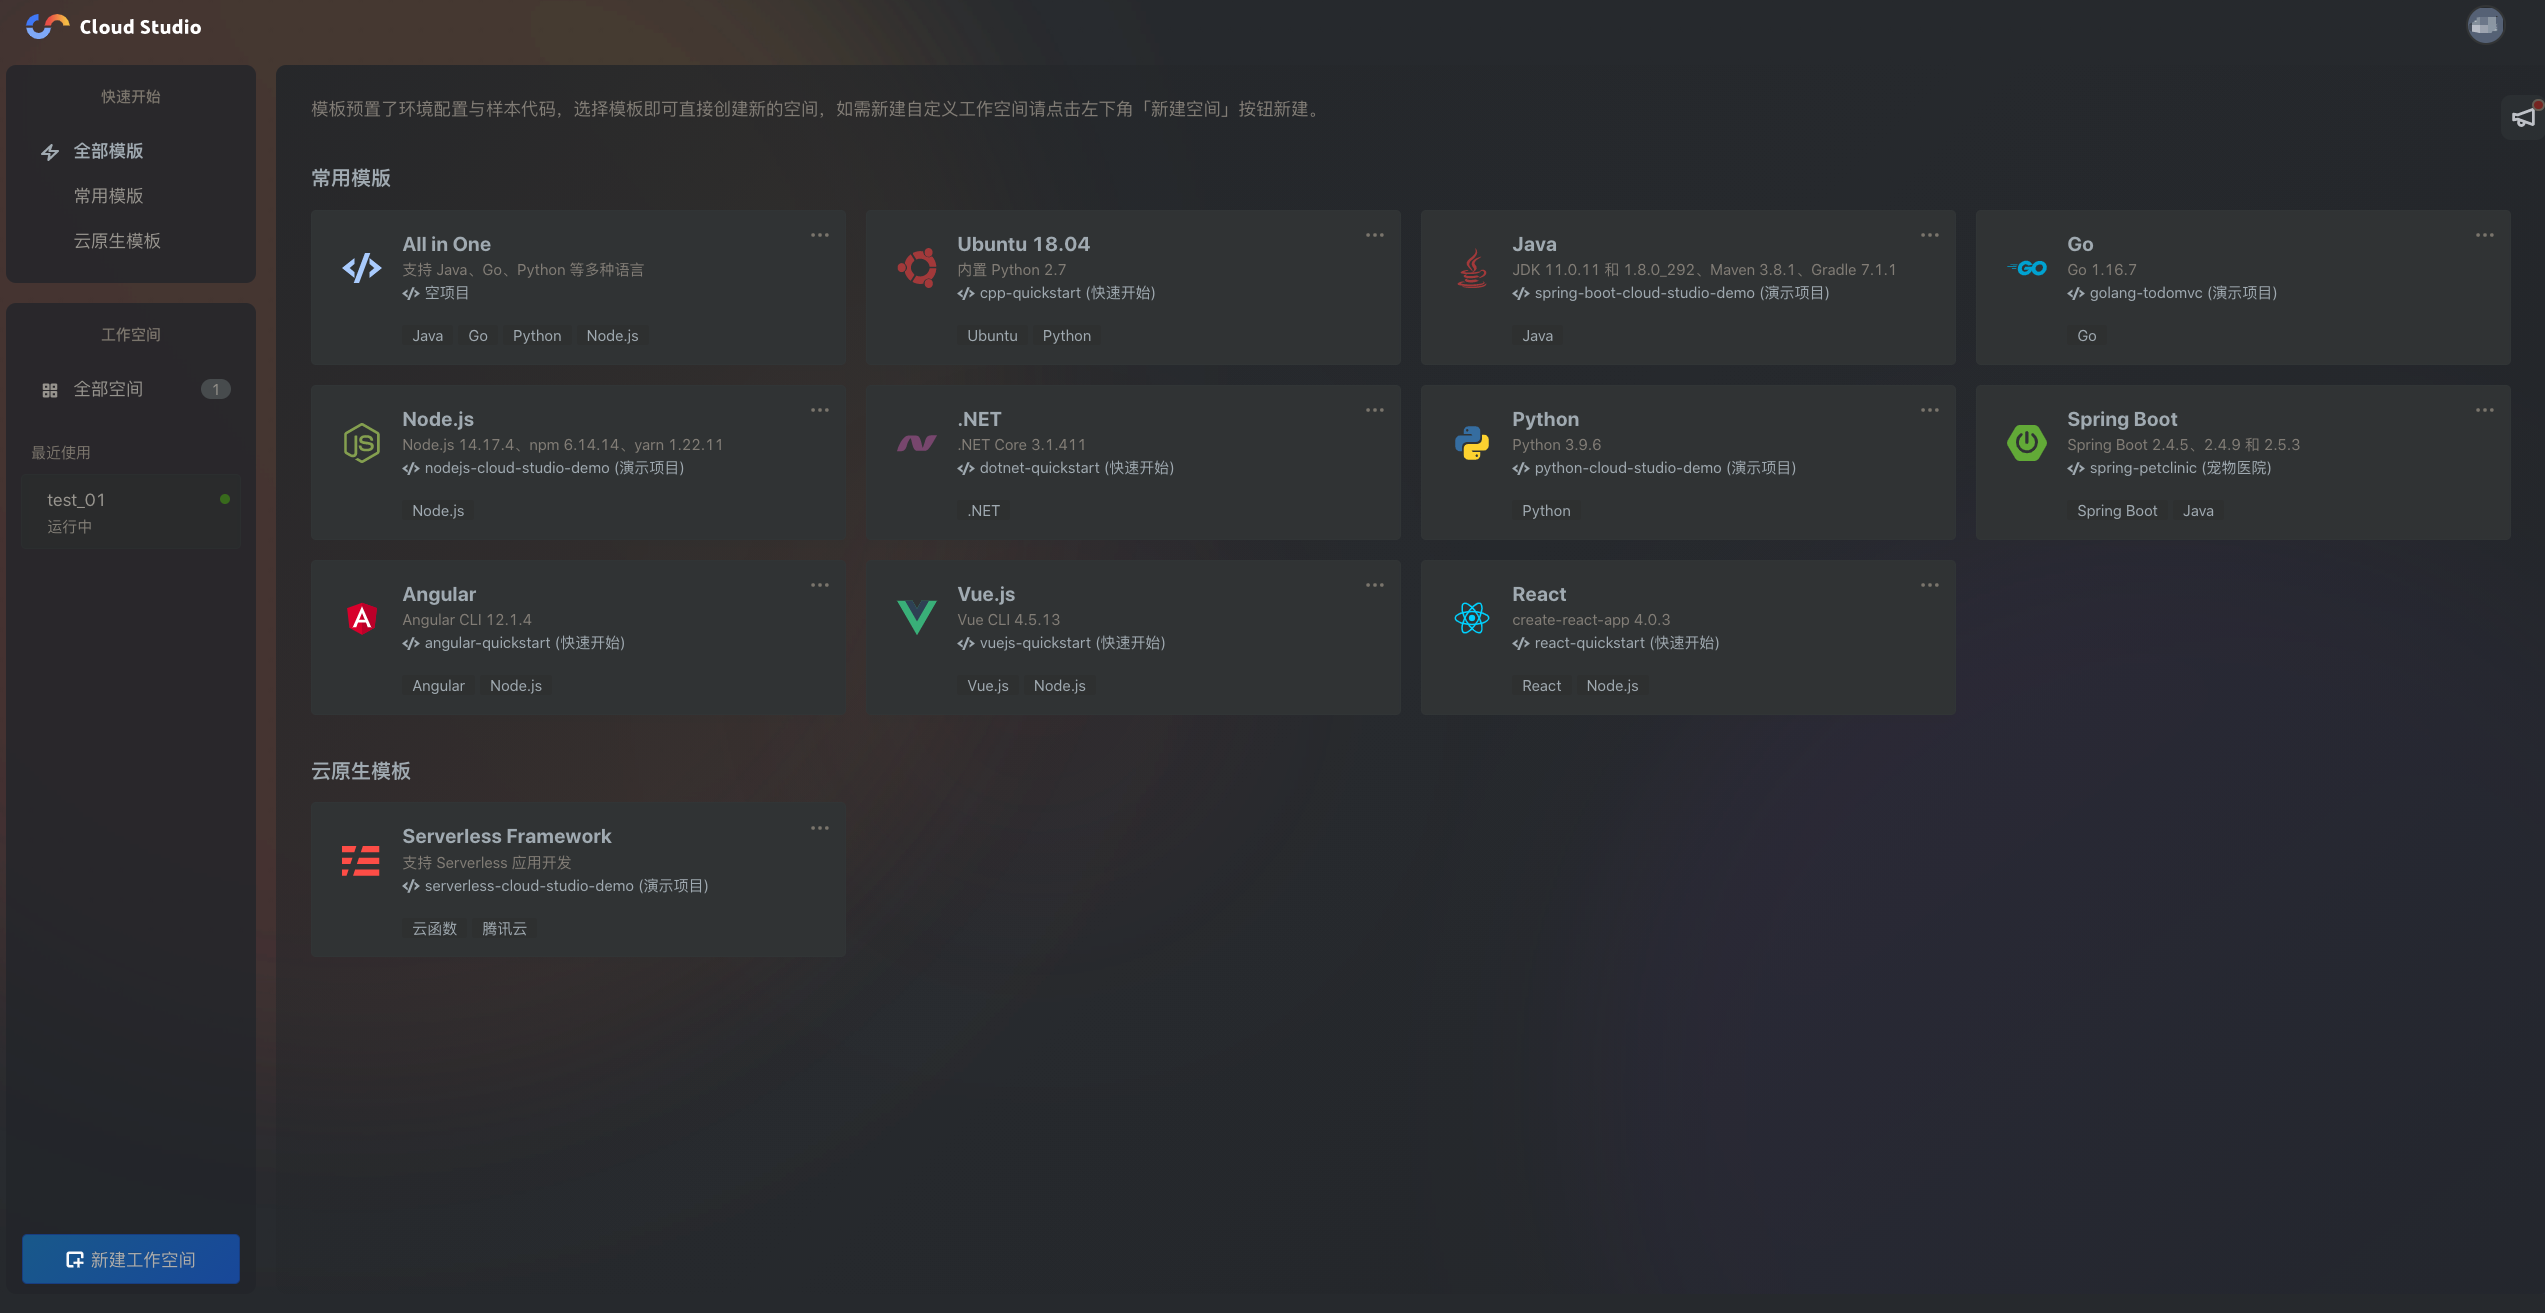 Cloud Studio
快速开始
全部模版
常用模版
云原生模板
工作空间
全部空间 1
最近使用
test_01
运行中
新建工作空间
模板预置了环境配置与样本代码，选择模板即可直接创建新的空间，如需新建自定义工作空间请点击左下角「新建空间」按钮新建。
常用模版
All in One
支持 Java、Go、Python 等多种语言
空项目
Java Go Python Node.js
Ubuntu 18.04
内置 Python 2.7
cpp-quickstart (快速开始)
Ubuntu Python
Java
JDK 11.0.11 和 1.8.0_292、Maven 3.8.1、Gradle 7.1.1
spring-boot-cloud-studio-demo (演示项目)
Java
GO
Go
Go 1.16.7
golang-todomvc (演示项目)
Go
JS
Node.js
Node.js 14.17.4、npm 6.14.14、yarn 1.22.11
nodejs-cloud-studio-demo (演示项目)
Node.js
.NET
.NET Core 3.1.411
dotnet-quickstart (快速开始)
.NET
Python
Python 3.9.6
python-cloud-studio-demo (演示项目)
Python
Spring Boot
Spring Boot 2.4.5、2.4.9 和 2.5.3
spring-petclinic (宠物医院)
Spring Boot Java
A
Angular
Angular CLI 12.1.4
angular-quickstart (快速开始)
Angular Node.js
Vue.js
Vue CLI 4.5.13
vuejs-quickstart (快速开始)
Vue.js Node.js
React
create-react-app 4.0.3
react-quickstart (快速开始)
React Node.js
云原生模板
Serverless Framework
支持 Serverless 应用开发
serverless-cloud-studio-demo (演示项目)
云函数 腾讯云